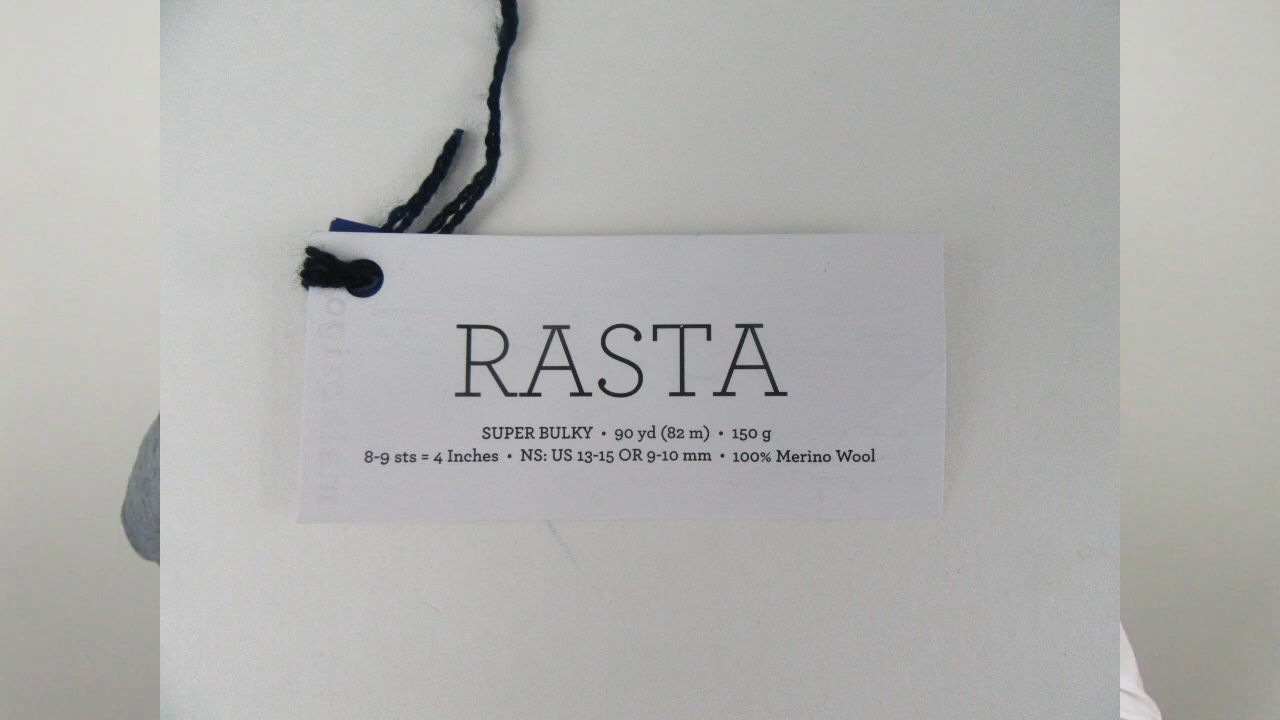 RASTA
SUPER BULKY • 90 yd (82 m) • 150 g
8-9 sts = 4 Inches • NS: US 13-15 OR 9-10 mm • 100% Merino Wool